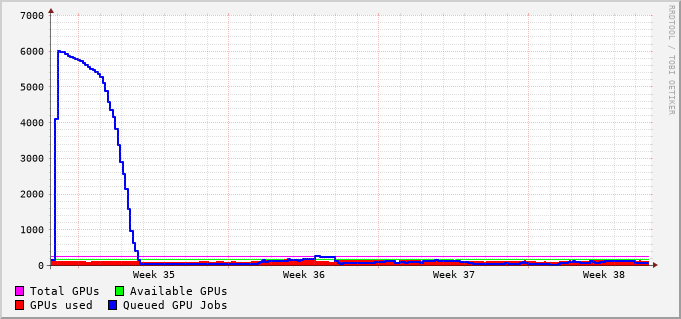 7000
6000
5000
4000
3000
2000
1000
0
Week 35 Week 36 Week 37 Week 38
Total GPUs Available GPUs
GPUs used Queued GPU Jobs
RRDTOOL / TOBI OETIKER